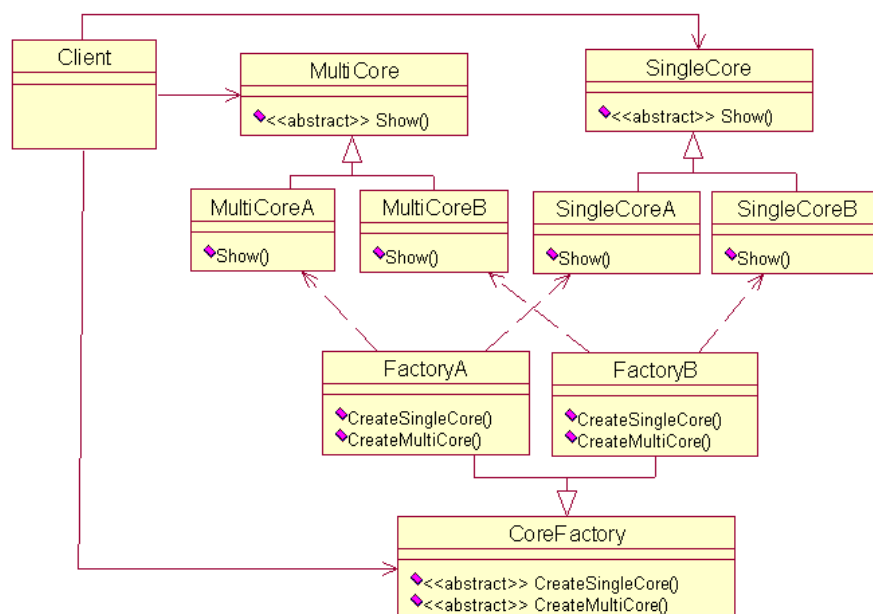 Client
MultiCore
<<abstract>> Show()
SingleCore
<<abstract>> Show()
MultiCoreA
Show()
MultiCoreB
Show()
SingleCoreA
Show()
SingleCoreB
Show()
FactoryA
CreateSingleCore()
CreateMultiCore()
FactoryB
CreateSingleCore()
CreateMultiCore()
CoreFactory
<<abstract>> CreateSingleCore()
<<abstract>> CreateMultiCore()